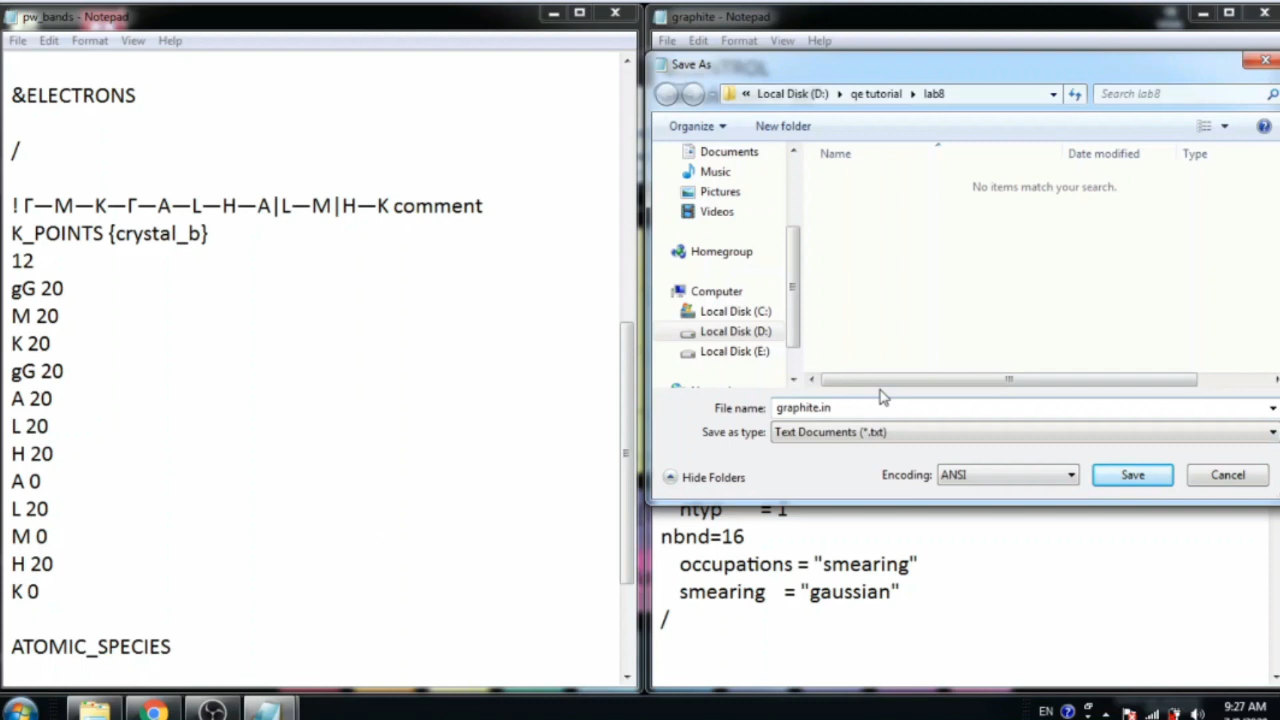 pw_bands - Notepad
File Edit Format View Help
&ELECTRONS
/
! Γ—M—K—Γ—A—L—H—A|L—M|H—K comment
K_POINTS {crystal_b}
12
gG 20
M 20
K 20
gG 20
A 20
L 20
H 20
A 0
L 20
M 0
H 20
K 0
ATOMIC_SPECIES
graphite - Notepad
File Edit Format View Help
Save As
« Local Disk (D:) qe tutorial lab8
Search lab8
Organize New folder
Documents
Music
Pictures
Videos
Homegroup
Computer
Local Disk (C:)
Local Disk (D:)
Local Disk (E:)
Name Date modified Type
No items match your search.
File name: graphite.in
Save as type: Text Documents (*.txt)
Hide Folders Encoding: ANSI Save Cancel
ntyp = 1
nbnd=16
occupations = "smearing"
smearing = "gaussian"
/
EN 9:27 AM